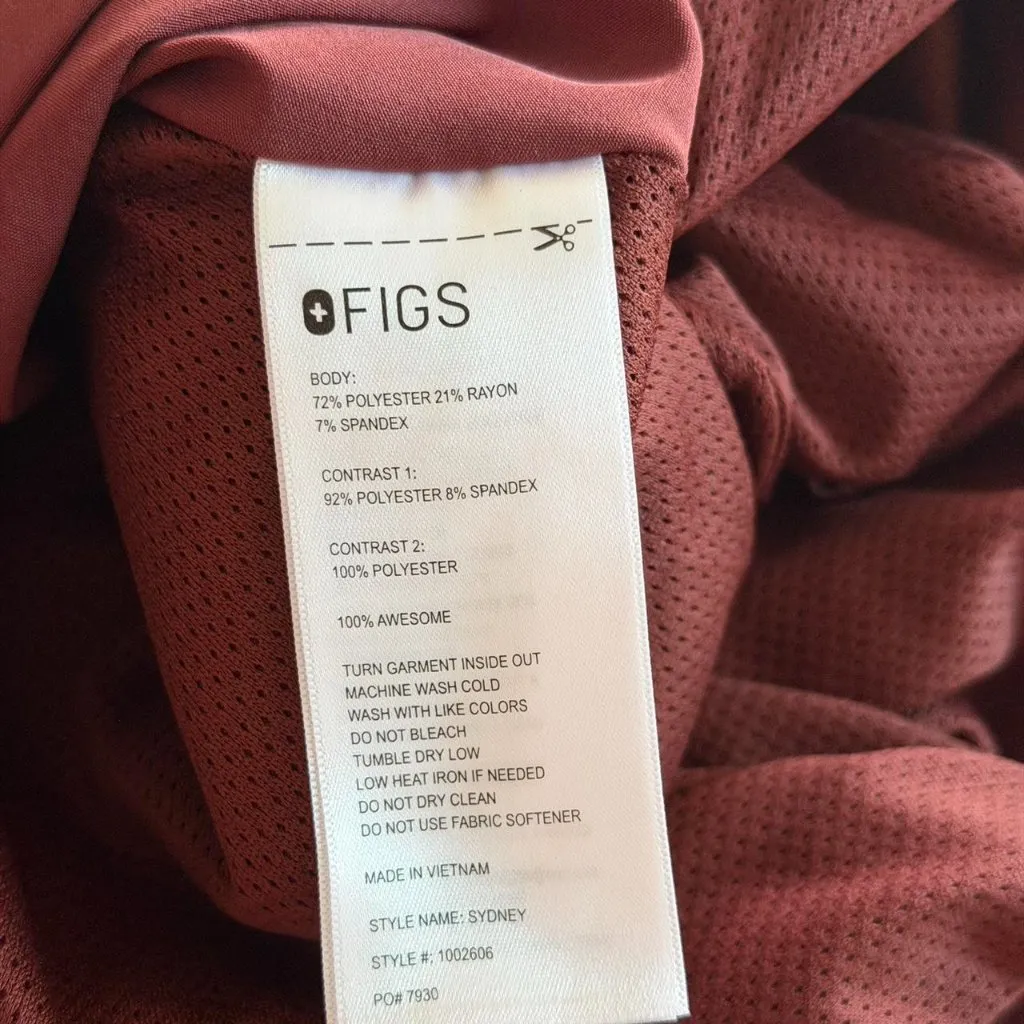 FIGS
BODY:
72% POLYESTER 21% RAYON
7% SPANDEX
CONTRAST 1:
92% POLYESTER 8% SPANDEX
CONTRAST 2:
100% POLYESTER
100% AWESOME
TURN GARMENT INSIDE OUT
MACHINE WASH COLD
WASH WITH LIKE COLORS
DO NOT BLEACH
TUMBLE DRY LOW
LOW HEAT IRON IF NEEDED
DO NOT DRY CLEAN
DO NOT USE FABRIC SOFTENER
MADE IN VIETNAM
STYLE NAME: SYDNEY
STYLE #: 1002606
PO# 7930